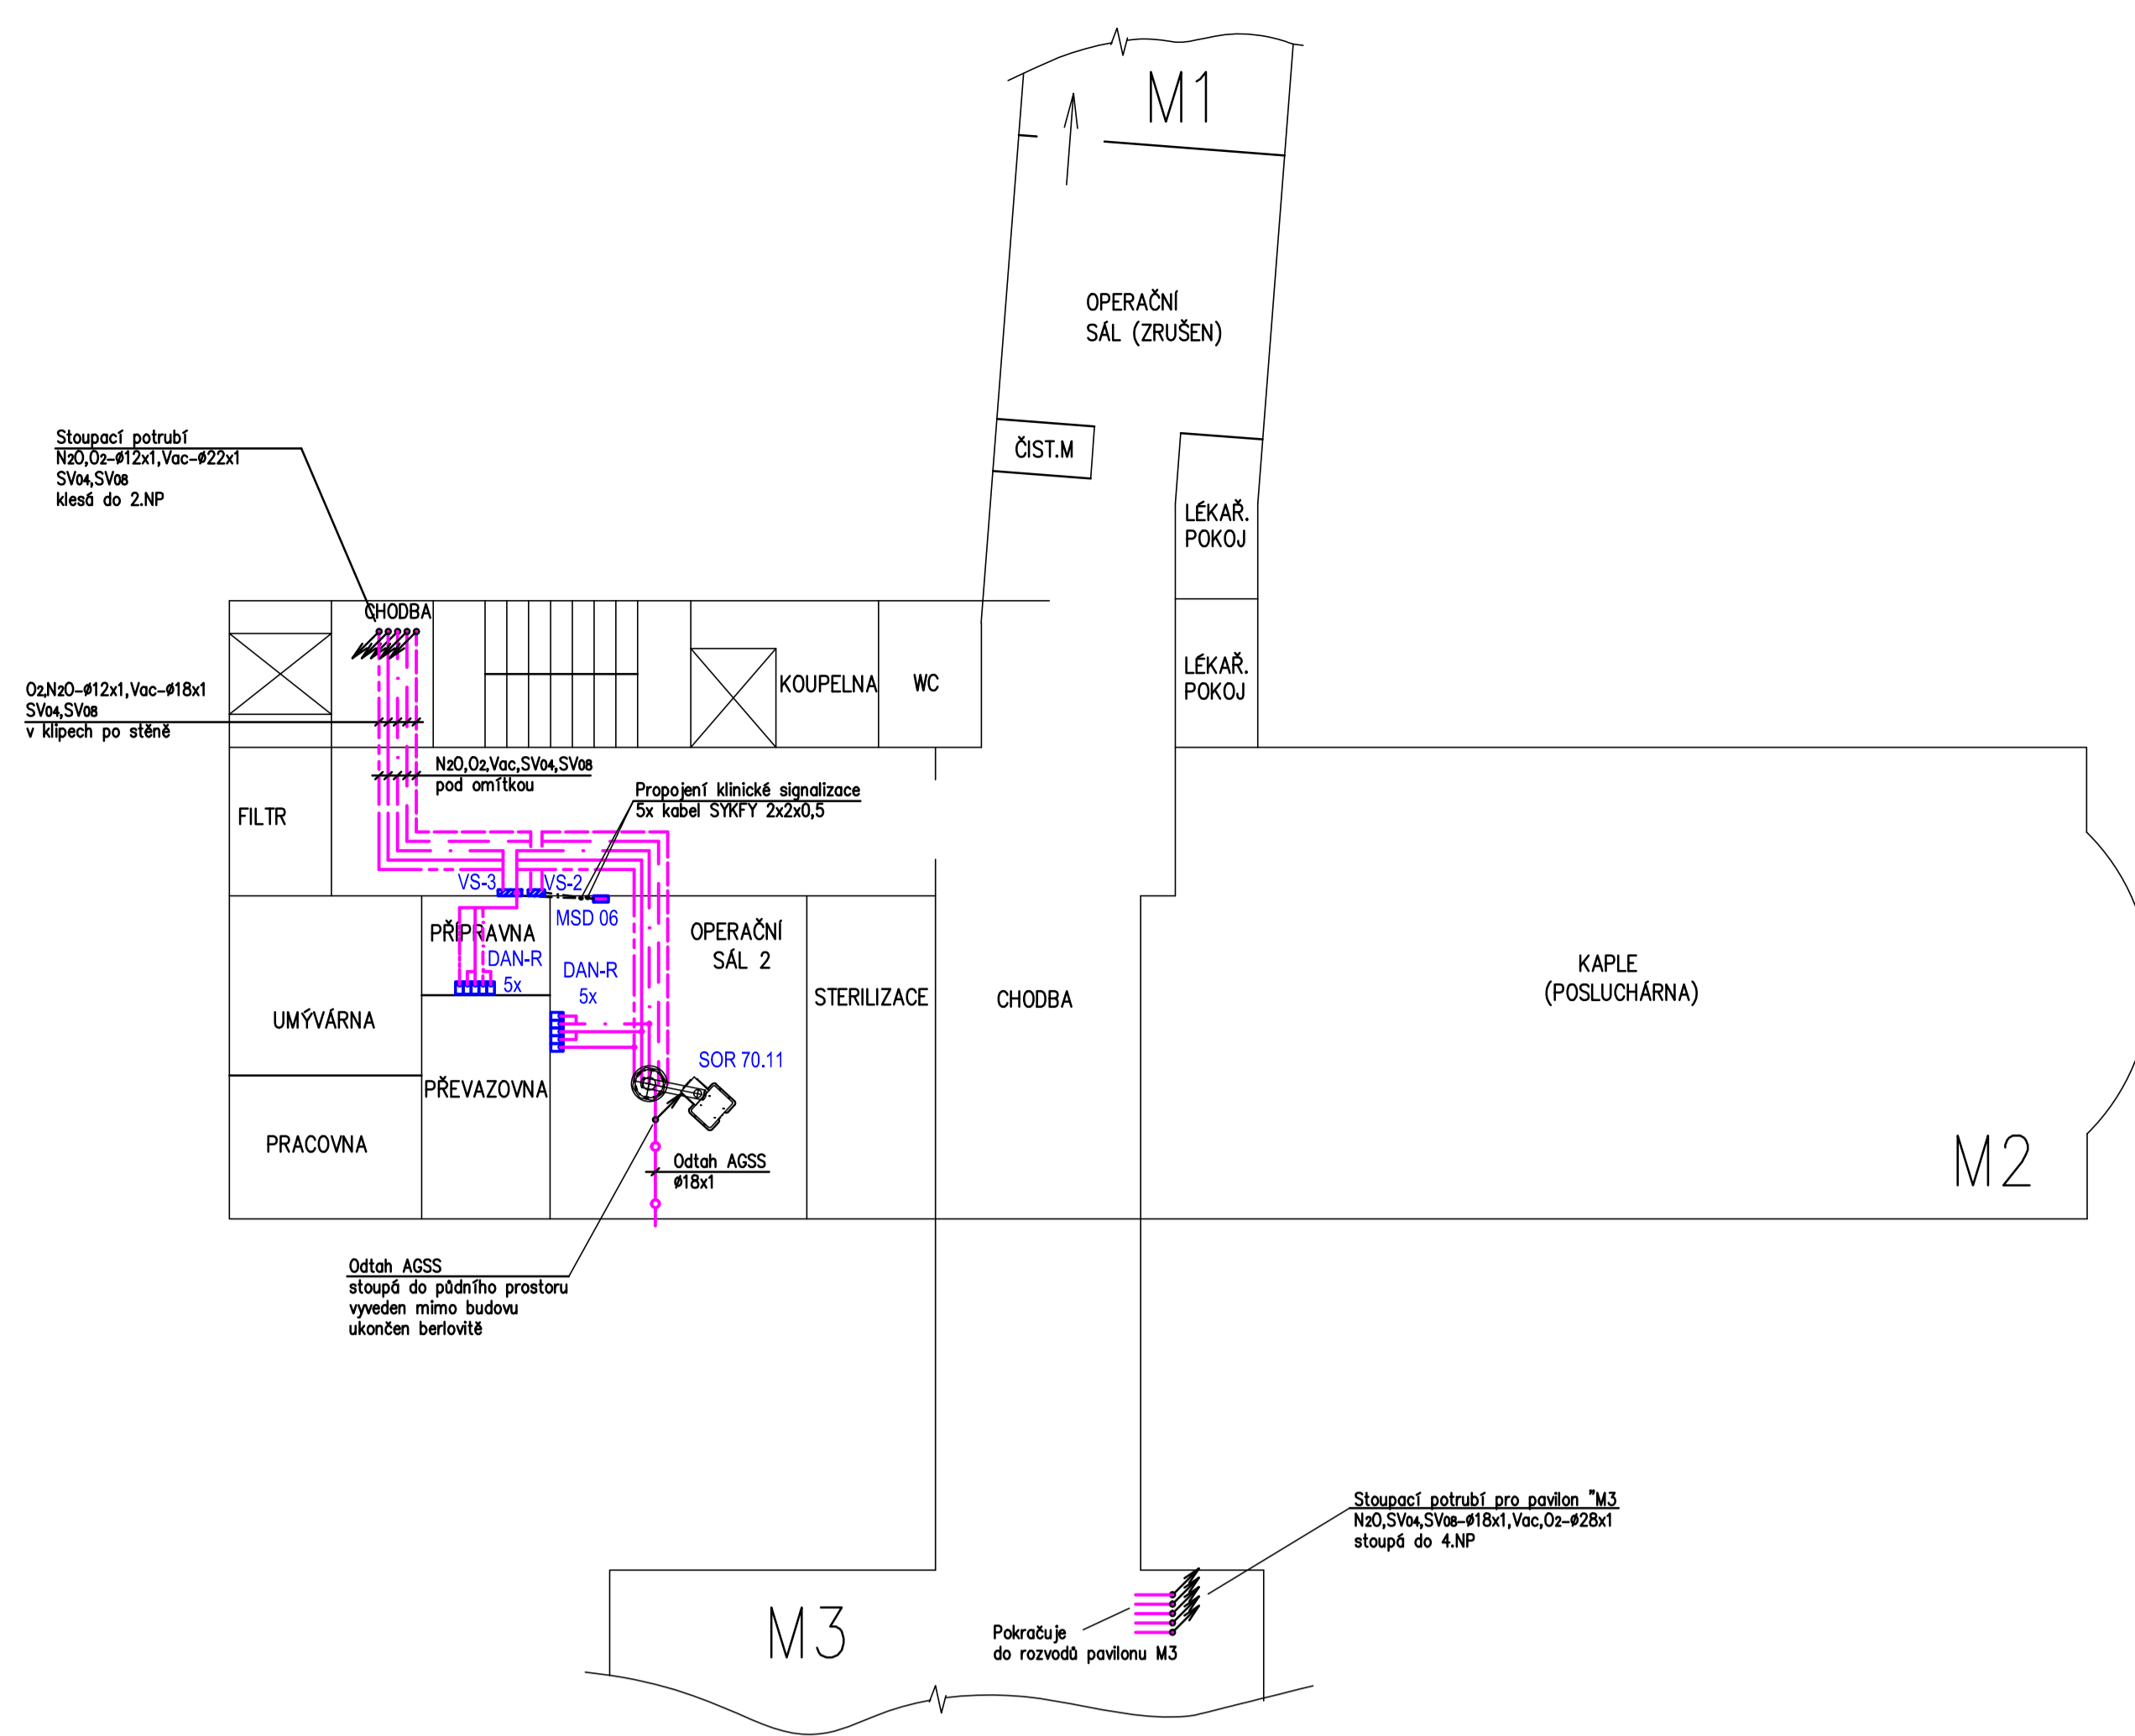 M1
OPERAČNÍ
SÁL (ZRUŠEN)
Stoupací potrubí
N2O,O2-ø12x1,Vac-ø22x1
SV04,SV08
klesá do 2.NP
ČIST.M
LÉKAŘ.
POKOJ
CHODBA
LÉKAŘ.
POKOJ
KOUPELNA
WC
O2,N2O-ø12x1,Vac-ø18x1
SV04,SV08
v klipech po stěně
N2O,O2,Vac,SV04,SV08
pod omítkou
Propojení klinické signalizace
5x kabel SYKFY 2x2x0,5
FILTR
VS-3
VS-2
MSD 06
PŘÍPRAVNA
OPERAČNÍ
SÁL 2
DAN-R
5x
DAN-R
5x
STERILIZACE
CHODBA
KAPLE
(POSLUCHÁRNA)
UMÝVÁRNA
SOR 70.11
PŘEVAZOVNA
PRACOVNA
Odtah AGSS
ø18x1
M2
Odtah AGSS
stoupá do půdního prostoru
vyveden mimo budovu
ukončen berlovitě
Stoupací potrubí pro pavilon "M3
N2O,SV04,SV08-ø18x1,Vac,O2-ø28x1
stoupá do 4.NP
M3
Pokračuje
do rozvodů pavilonu M3